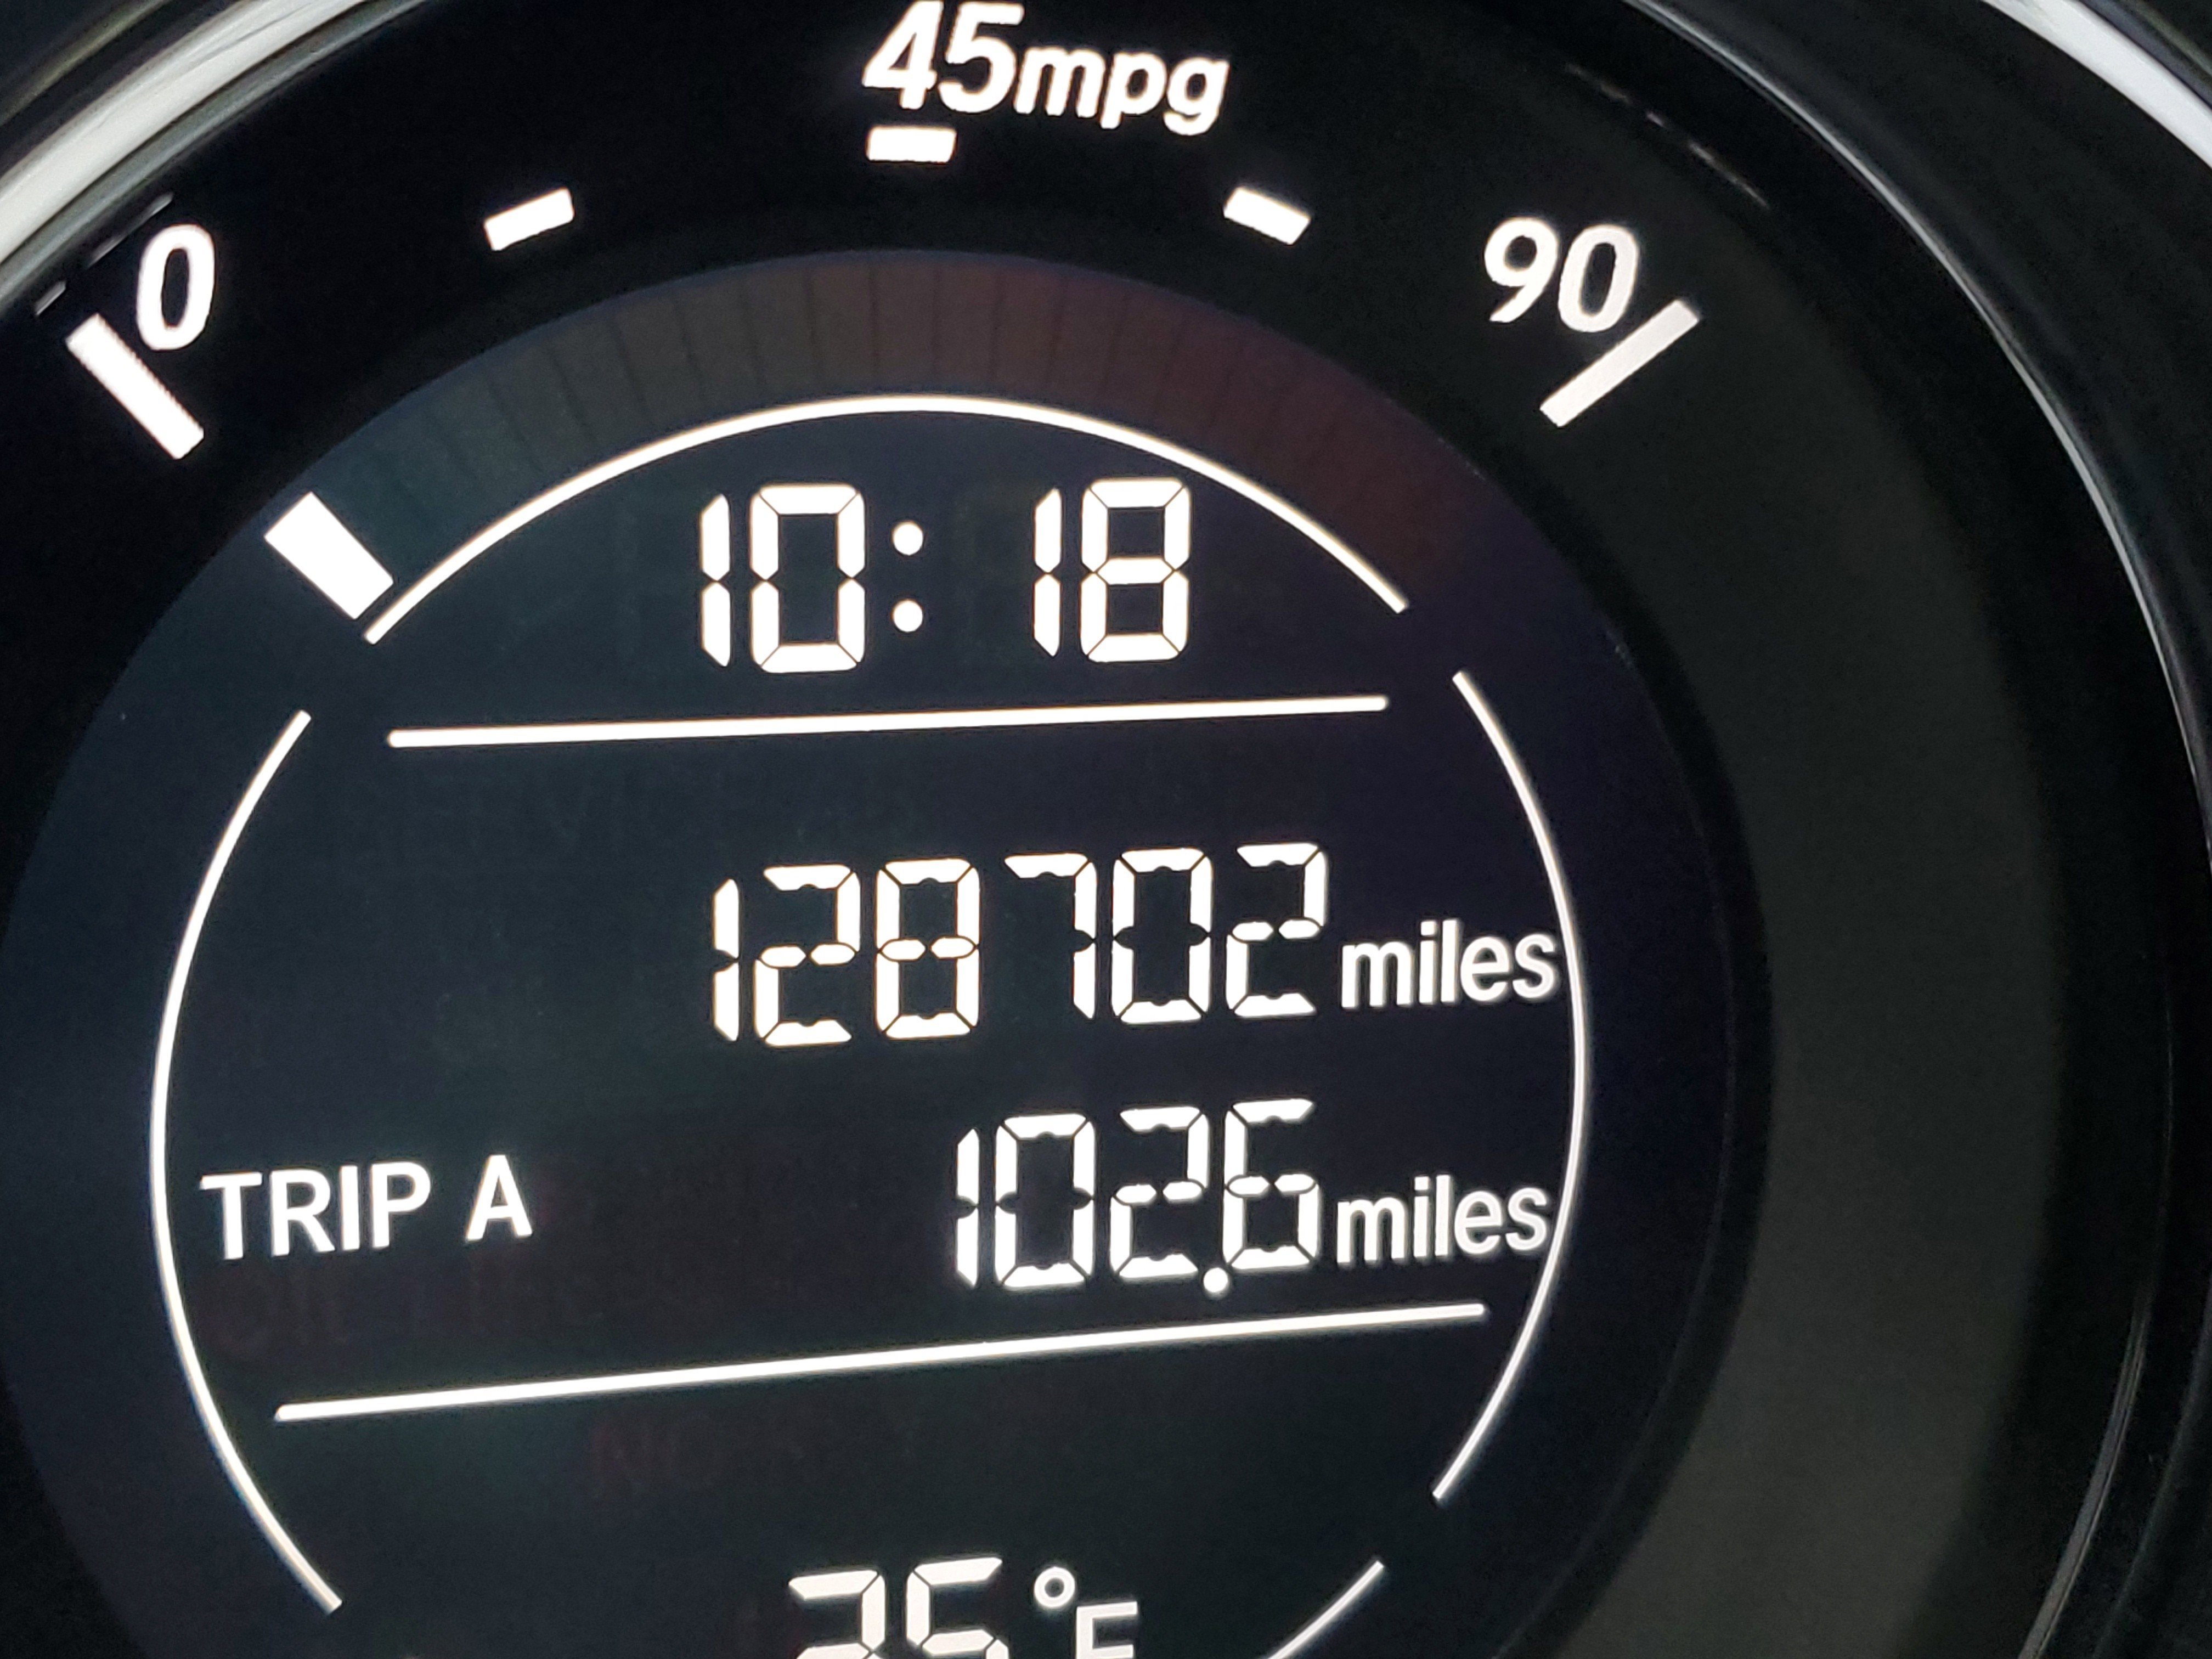 45mpg
0
90
10:18
128702 miles
TRIP A 102.6 miles
°F